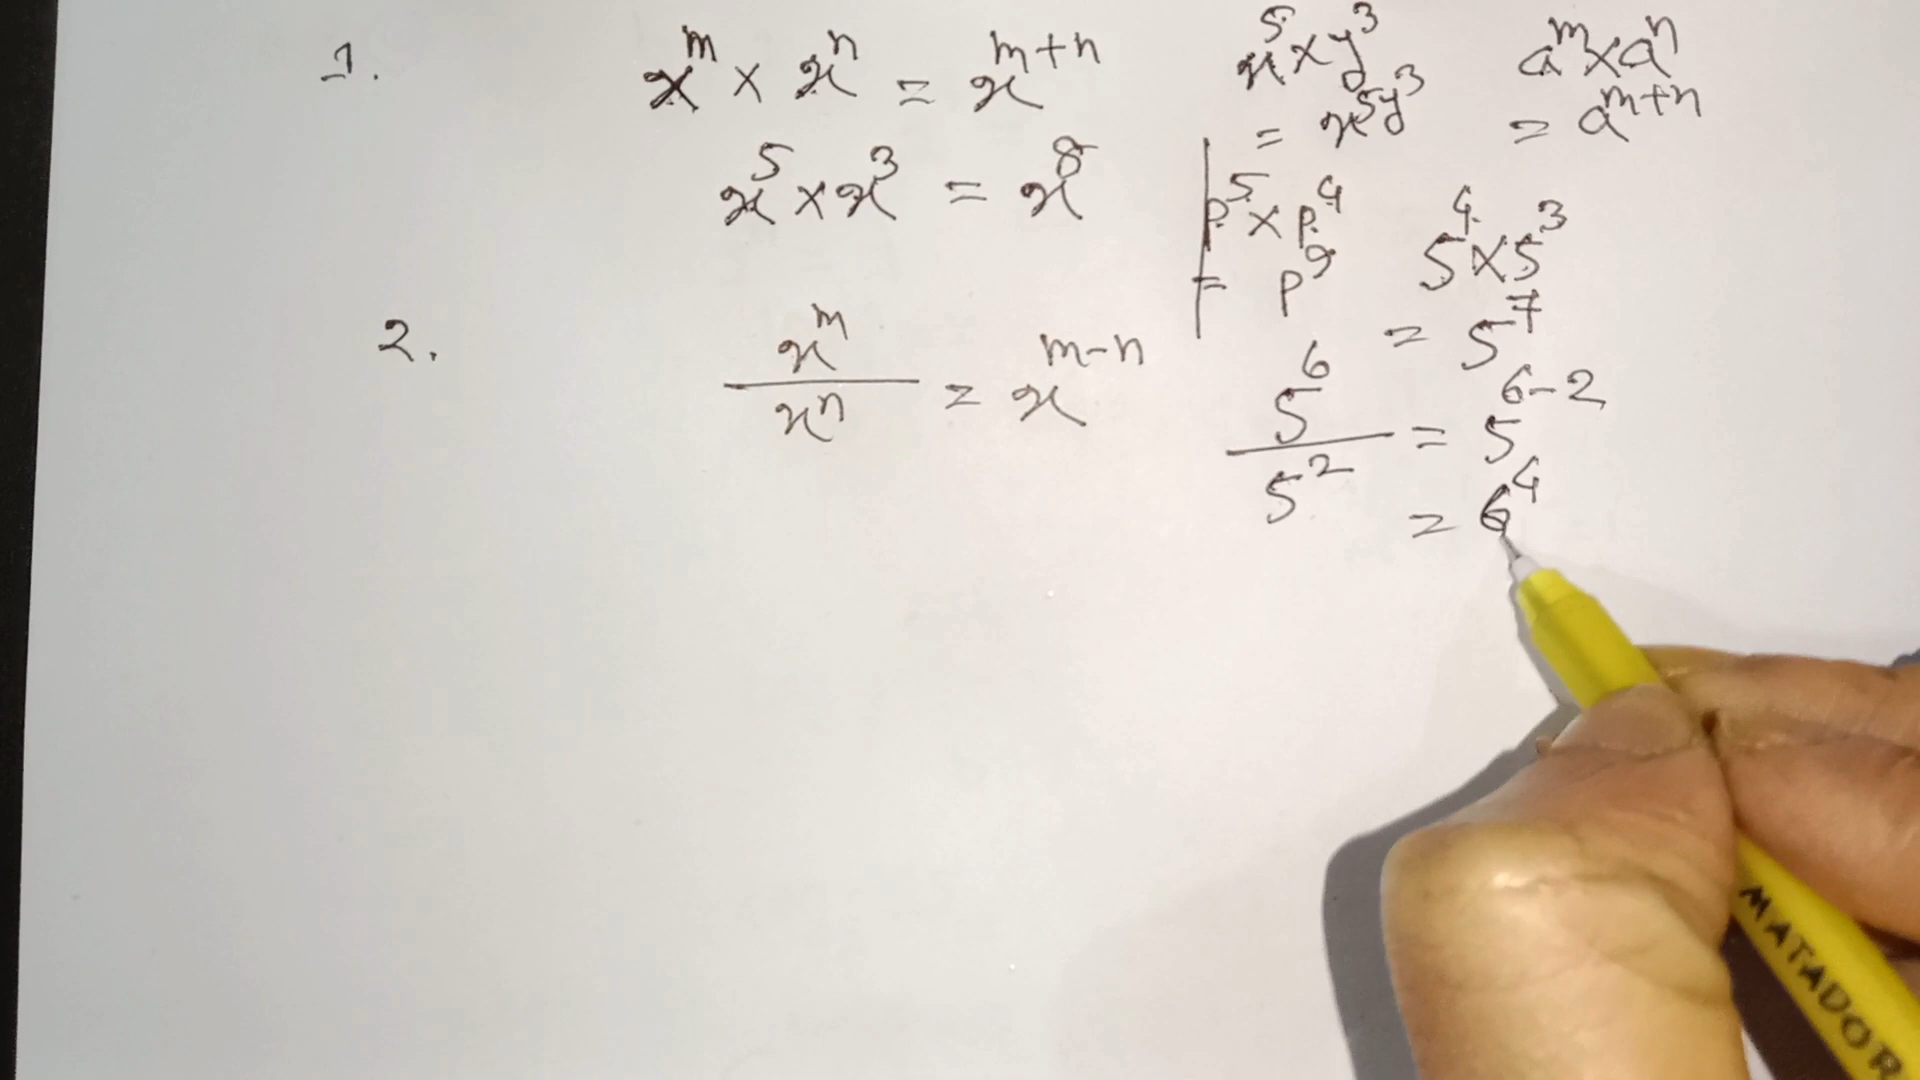 1.
x^m × x^n = x^{m+n}
x^5 × x^3 = x^8
x^5 × y^3
= x^5y^3
a^m × a^n
= a^{m+n}
p^5 × p^4
= p^9
5^4 × 5^3
= 5^7
2.
x^m / x^n = x^{m-n}
5^6 / 5^2 = 5^{6-2}
= 6^4
MATADOR